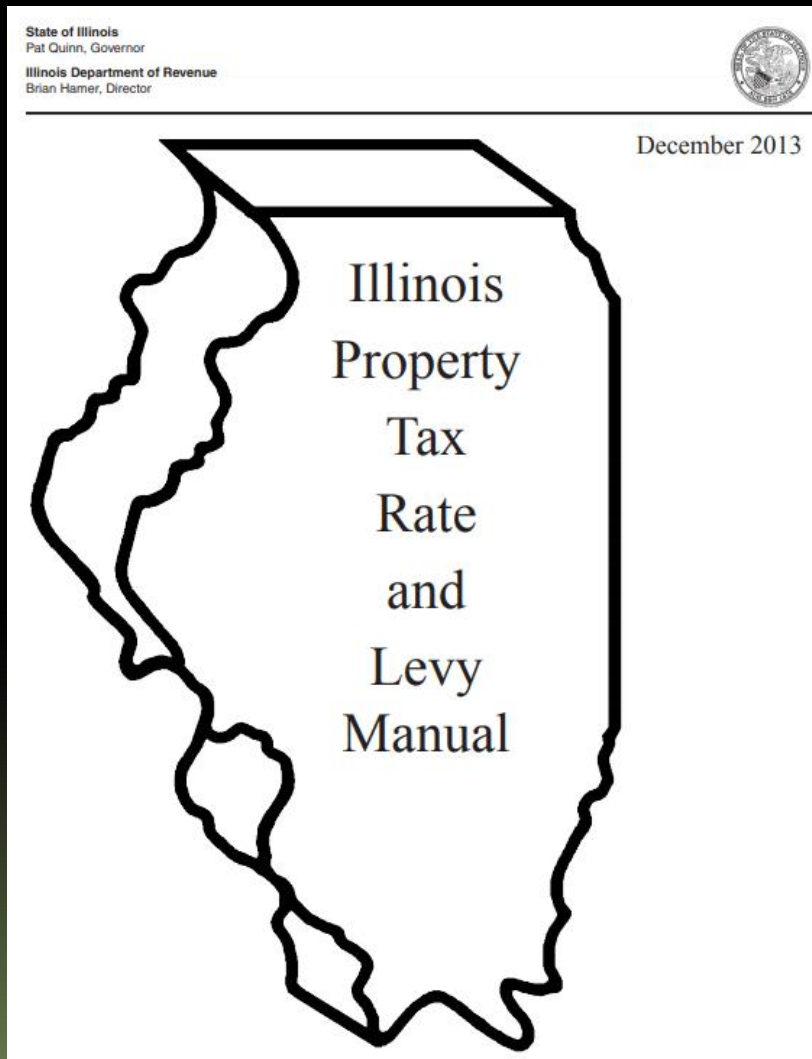 State of Illinois
Pat Quinn, Governor
Illinois Department of Revenue
Brian Hamer, Director
December 2013
Illinois
Property
Tax
Rate
and
Levy
Manual